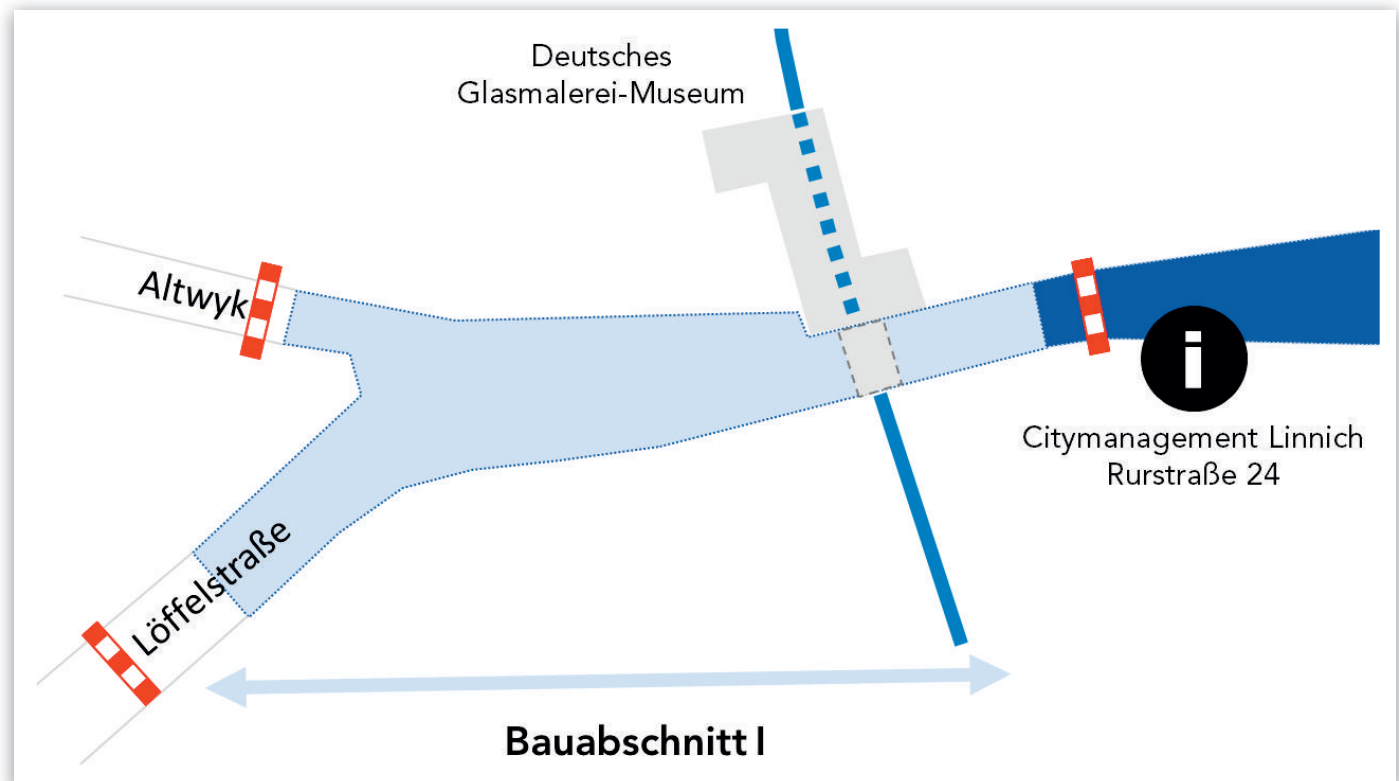 Deutsches
Glasmalerei-Museum
Altwyk
i
Citymanagement Linnich
Rurstraße 24
Löffelstraße
Bauabschnitt I